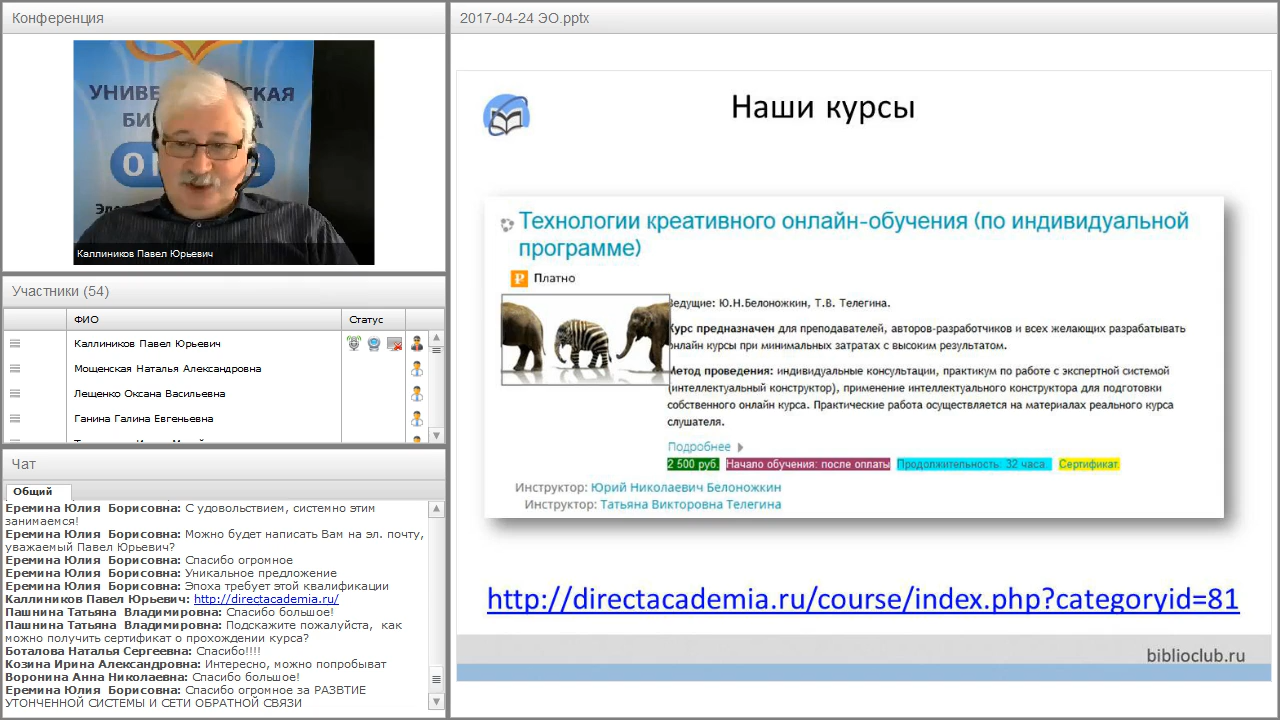 Конференция
УНИВЕ СКАЯ
БИ А
О
Эле
Каллиников Павел Юрьевич
Участники (54)
ФИО Статус
Каллиников Павел Юрьевич
Мощенская Наталья Александровна
Лещенко Оксана Васильевна
Ганина Галина Евгеньевна
Чат
Общий
Еремина Юлия Борисовна: С удовольствием, системно этим
занимаемся!
Еремина Юлия Борисовна: Можно будет написать Вам на эл. почту,
уважаемый Павел Юрьевич?
Еремина Юлия Борисовна: Спасибо огромное
Еремина Юлия Борисовна: Уникальное предложение
Еремина Юлия Борисовна: Эпоха требует этой квалификации
Каллиников Павел Юрьевич: http://directacademia.ru/
Пашнина Татьяна Владимировна: Спасибо большое!
Пашнина Татьяна Владимировна: Подскажите пожалуйста, как
можно получить сертификат о прохождении курса?
Боталова Наталья Сергеевна: Спасибо!!!!
Козина Ирина Александровна: Интересно, можно попробыват
Воронина Анна Николаевна: Спасибо большое!
Еремина Юлия Борисовна: Спасибо огромное за РАЗВТИЕ
УТОНЧЕННОЙ СИСТЕМЫ И СЕТИ ОБРАТНОЙ СВЯЗИ
2017-04-24 ЭО.pptx
Наши курсы
Технологии креативного онлайн-обучения (по индивидуальной
программе)
₽ Платно
Ведущие: Ю.Н.Белоножкин, Т.В. Телегина.
Курс предназначен для преподавателей, авторов-разработчиков и всех желающих разрабатывать
онлайн курсы при минимальных затратах с высоким результатом.
Метод проведения: индивидуальные консультации, практикум по работе с экспертной системой
(интеллектуальный конструктор), применение интеллектуального конструктора для подготовки
собственного онлайн курса. Практические работа осуществляется на материалах реального курса
слушателя.
Подробнее
2 500 руб. Начало обучения: после оплаты Продолжительность: 32 часа. Сертификат.
Инструктор: Юрий Николаевич Белоножкин
Инструктор: Татьяна Викторовна Телегина
http://directacademia.ru/course/index.php?categoryid=81
biblioclub.ru